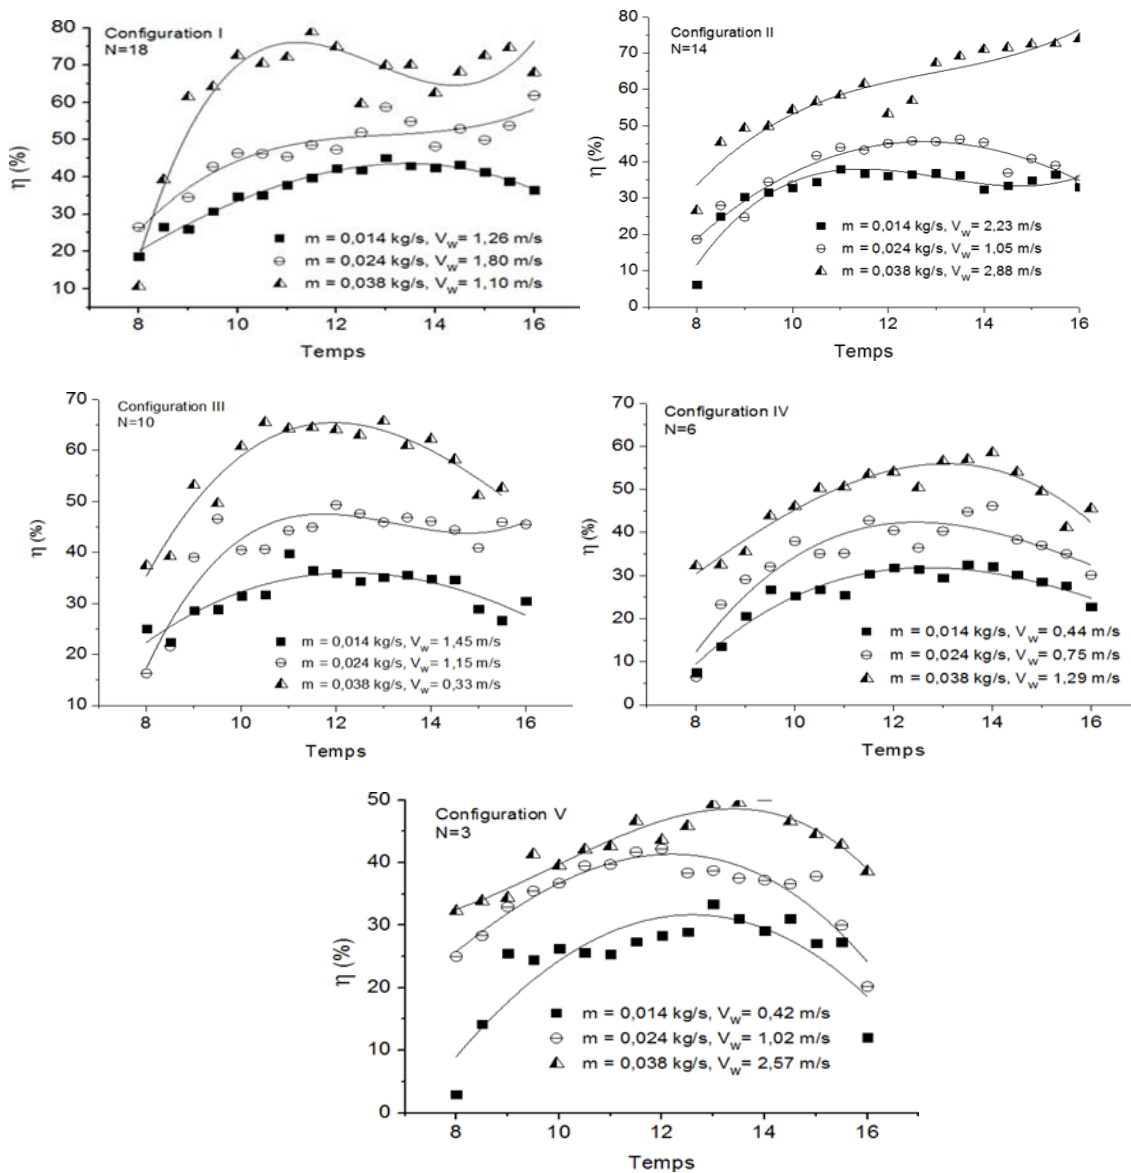 Configuration I
N=18
η (%)
80
70
60
50
40
30
20
10
m = 0,014 kg/s, Vw= 1,26 m/s
m = 0,024 kg/s, Vw= 1,80 m/s
m = 0,038 kg/s, Vw= 1,10 m/s
8 10 12 14 16
Temps
Configuration II
N=14
η (%)
80
70
60
50
40
30
20
10
0
m = 0,014 kg/s, Vw= 2,23 m/s
m = 0,024 kg/s, Vw= 1,05 m/s
m = 0,038 kg/s, Vw= 2,88 m/s
8 10 12 14 16
Temps
Configuration III
N=10
η (%)
70
60
50
40
30
20
10
m = 0,014 kg/s, Vw= 1,45 m/s
m = 0,024 kg/s, Vw= 1,15 m/s
m = 0,038 kg/s, Vw= 0,33 m/s
8 10 12 14 16
Temps
Configuration IV
N=6
η (%)
70
60
50
40
30
20
10
0
m = 0,014 kg/s, Vw= 0,44 m/s
m = 0,024 kg/s, Vw= 0,75 m/s
m = 0,038 kg/s, Vw= 1,29 m/s
8 10 12 14 16
Temps
Configuration V
N=3
η (%)
50
40
30
20
10
0
m = 0,014 kg/s, Vw= 0,42 m/s
m = 0,024 kg/s, Vw= 1,02 m/s
m = 0,038 kg/s, Vw= 2,57 m/s
8 10 12 14 16
Temps